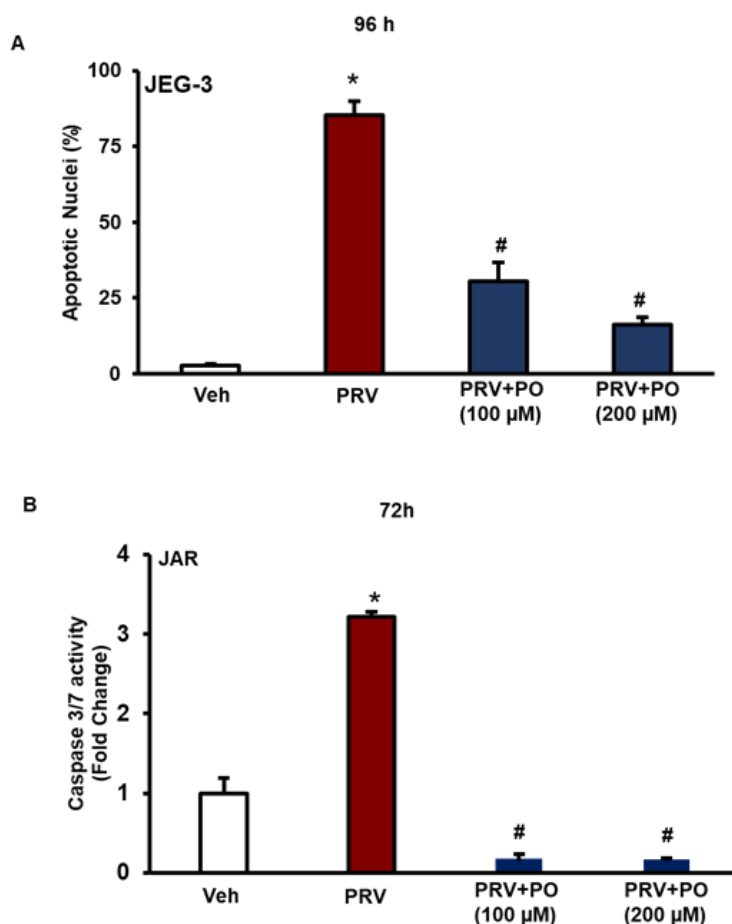 96 h
A
JEG-3
100
75
50
25
0
Apoptotic Nuclei (%)
*
#
#
Veh
PRV
PRV+PO
(100 µM)
PRV+PO
(200 µM)
B
72h
JAR
4
3
2
1
0
Caspase 3/7 activity
(Fold Change)
*
#
#
Veh
PRV
PRV+PO
(100 µM)
PRV+PO
(200 µM)